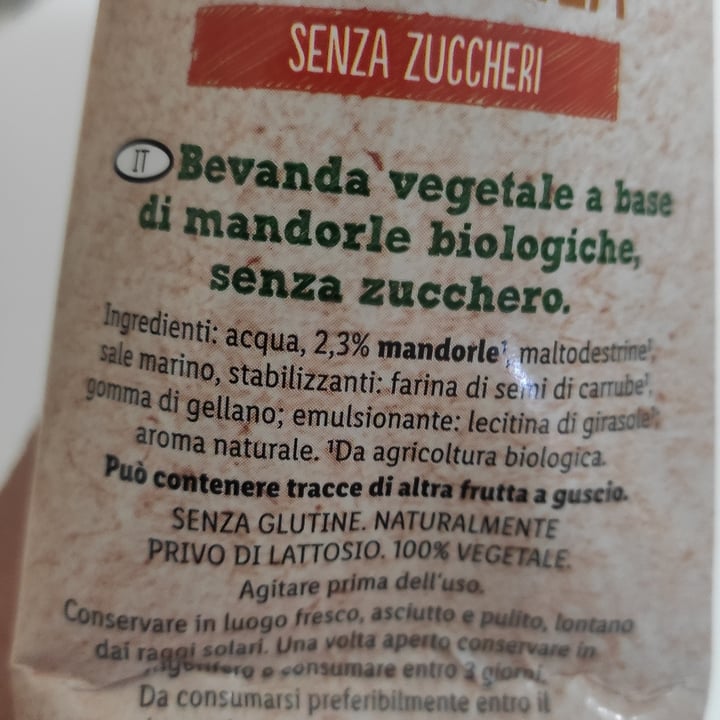 SENZA ZUCCHERI
IT Bevanda vegetale a base
di mandorle biologiche,
senza zucchero.
Ingredienti: acqua, 2,3% mandorle¹, maltodestrine¹,
sale marino, stabilizzanti: farina di semi di carrube¹,
gomma di gellano; emulsionante: lecitina di girasole¹;
aroma naturale. ¹Da agricoltura biologica.
Può contenere tracce di altra frutta a guscio.
SENZA GLUTINE. NATURALMENTE
PRIVO DI LATTOSIO. 100% VEGETALE.
Agitare prima dell'uso.
Conservare in luogo fresco, asciutto e pulito, lontano
dai raggi solari. Una volta aperto conservare in
e consumare entro 3 giorni.
Da consumarsi preferibilmente entro il